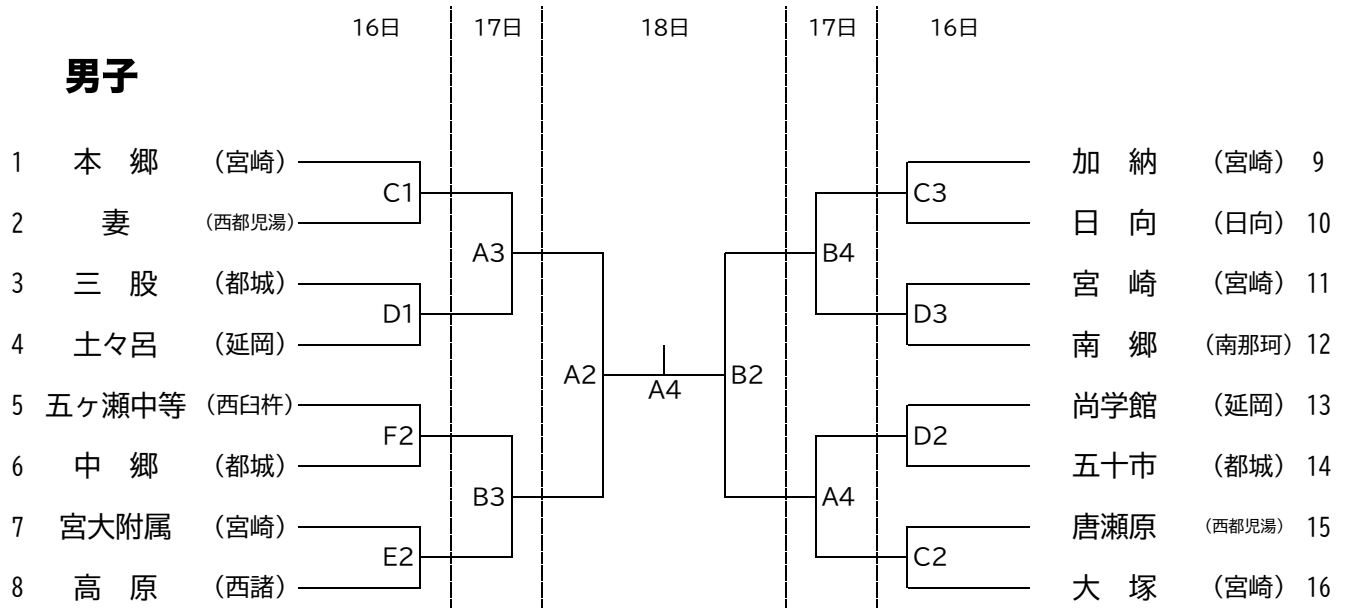 16日 17日 18日 17日 16日
男子
1 本 郷 (宮崎) 加 納 (宮崎) 9
C1 C3
2 妻 (西都児湯) 日 向 (日向) 10
A3 B4
3 三 股 (都城) 宮 崎 (宮崎) 11
D1 D3
4 土々呂 (延岡) 南 郷 (南那珂) 12
A2 A4 B2
5 五ヶ瀬中等 (西臼杵) 尚学館 (延岡) 13
F2 D2
6 中 郷 (都城) 五十市 (都城) 14
B3 A4
7 宮大附属 (宮崎) 唐瀬原 (西都児湯) 15
E2 C2
8 高 原 (西諸) 大 塚 (宮崎) 16